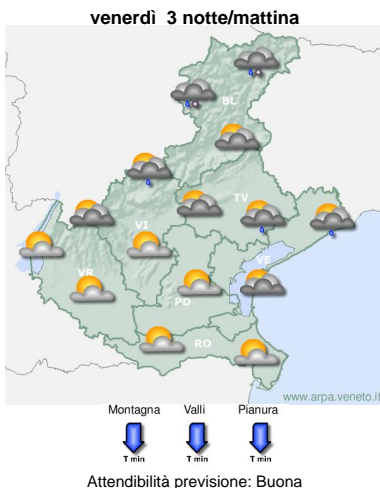 venerdì 3 notte/mattina
BL
TV
VI
VE
VR
PD
RO
www.arpa.veneto.it
Montagna Valli Pianura
T min T min T min
Attendibilità previsione: Buona